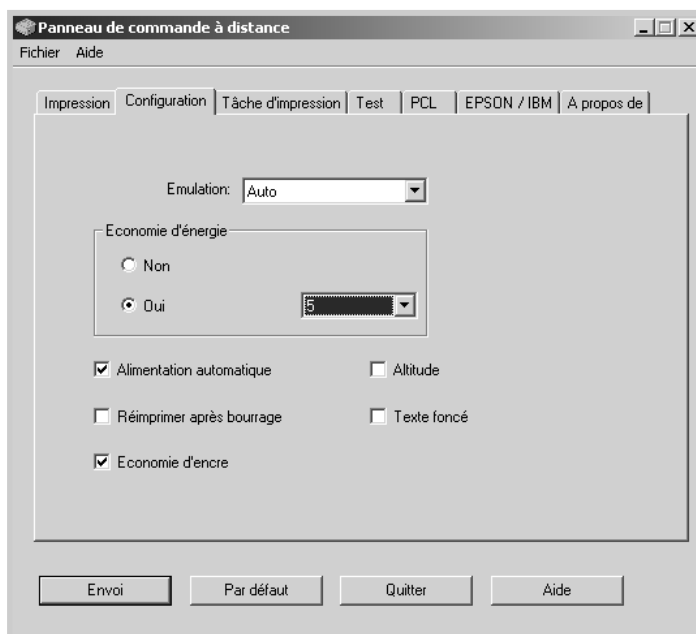 Panneau de commande à distance
Fichier Aide
Impression Configuration Tâche d'impression Test PCL EPSON / IBM A propos de
Emulation: Auto
Economie d'énergie
Non
Oui 5
Alimentation automatique Altitude
Réimprimer après bourrage Texte foncé
Economie d'encre
Envoi Par défaut Quitter Aide